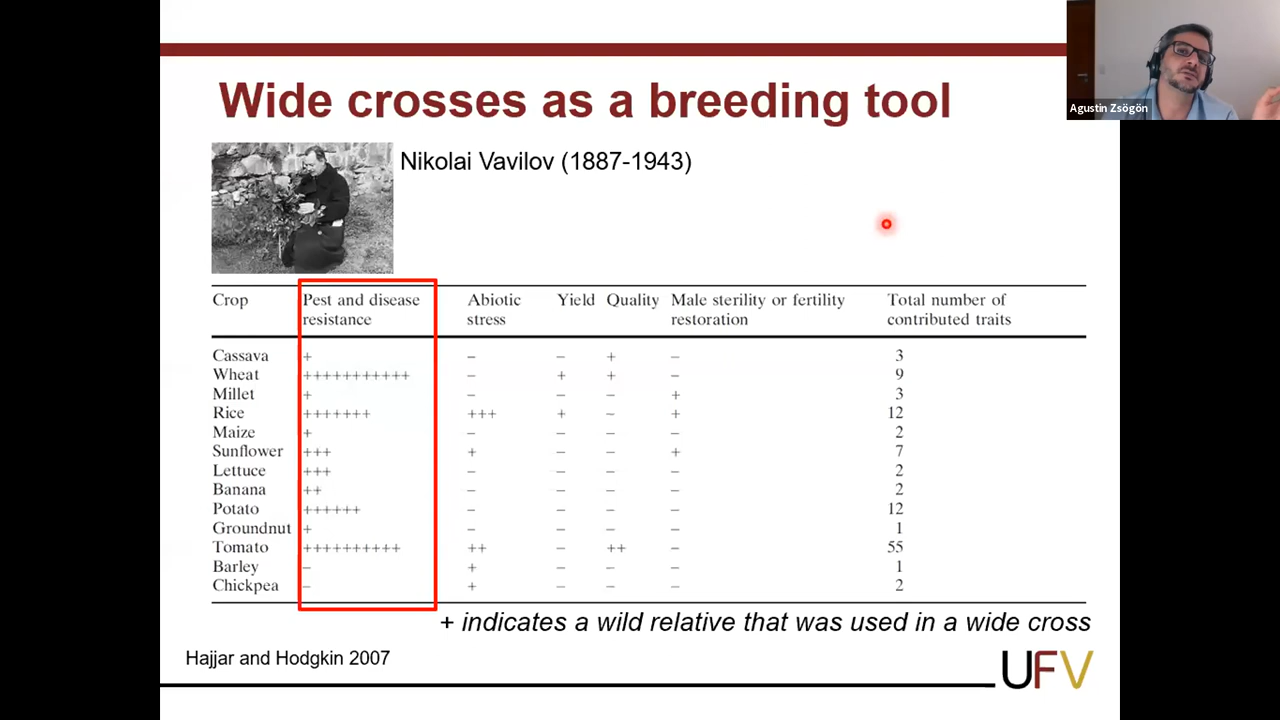 Wide crosses as a breeding tool
Agustin Zsögön
Nikolai Vavilov (1887-1943)
Crop Pest and disease resistance Abiotic stress Yield Quality Male sterility or fertility restoration Total number of contributed traits
Cassava + – – + – 3
Wheat +++++++++++ – + + – 9
Millet + – – – + 3
Rice +++++++ +++ + – + 12
Maize + – – – – 2
Sunflower +++ + – – + 7
Lettuce +++ – – – – 2
Banana ++ – – – – 2
Potato ++++++ – – – – 12
Groundnut + – – – – 1
Tomato ++++++++++ ++ – ++ – 55
Barley – + – – – 1
Chickpea – + – – – 2
+ indicates a wild relative that was used in a wide cross
Hajjar and Hodgkin 2007
UFV